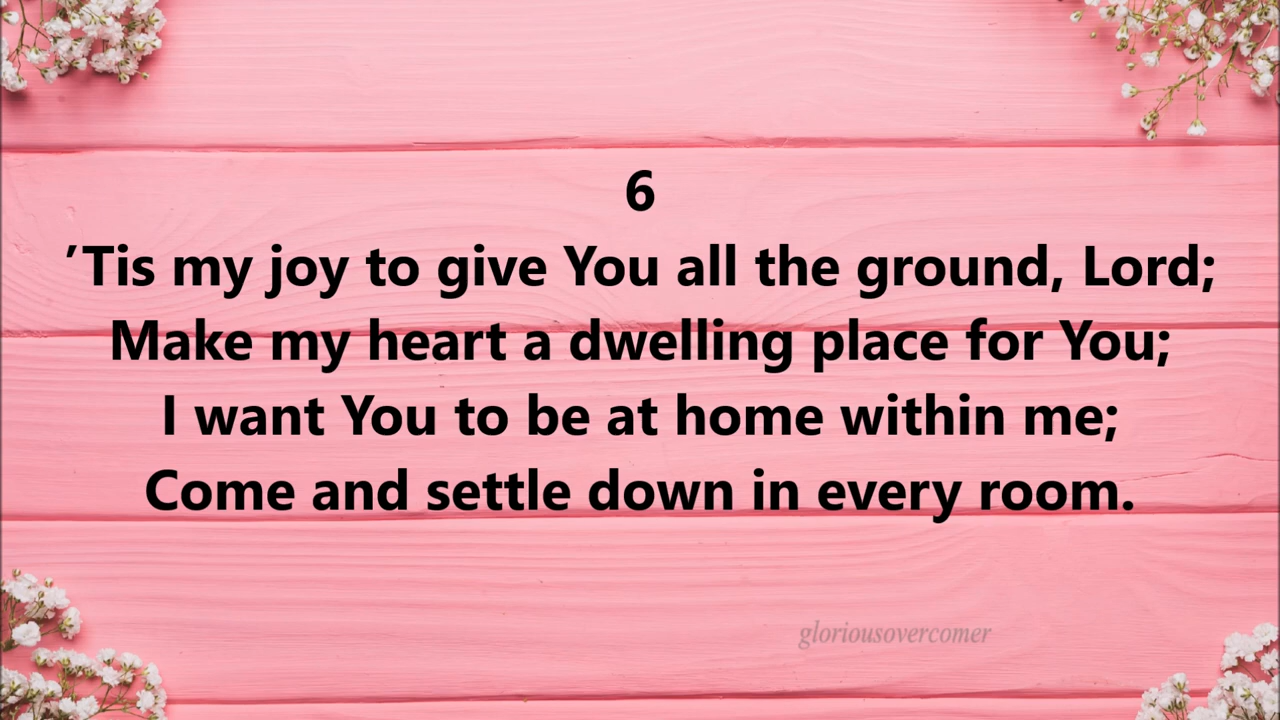 6
’Tis my joy to give You all the ground, Lord;
Make my heart a dwelling place for You;
I want You to be at home within me;
Come and settle down in every room.
gloriousovercomer